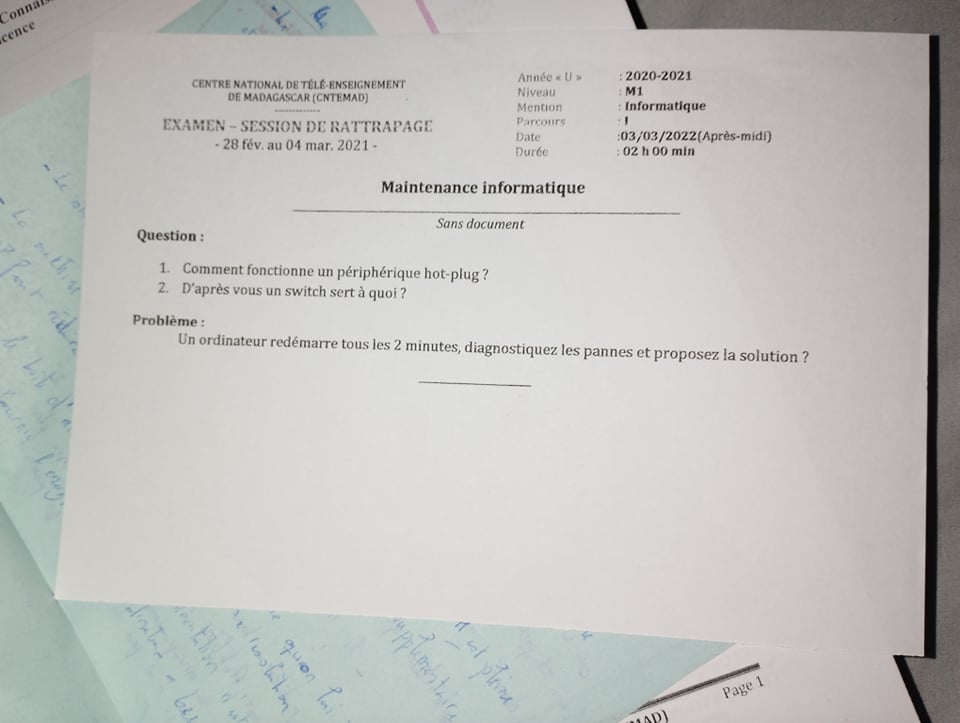 Connais
cence
CENTRE NATIONAL DE TÉLÉ-ENSEIGNEMENT
DE MADAGASCAR (CNTEMAD)
------------
EXAMEN – SESSION DE RATTRAPAGE
- 28 fév. au 04 mar. 2021 -
Année « U » : 2020-2021
Niveau : M1
Mention : Informatique
Parcours : I
Date :03/03/2022(Après-midi)
Durée : 02 h 00 min
Maintenance informatique
Sans document
Question :
1. Comment fonctionne un périphérique hot-plug ?
2. D'après vous un switch sert à quoi ?
Problème :
Un ordinateur redémarre tous les 2 minutes, diagnostiquez les pannes et proposez la solution ?
Page 1
MAD)